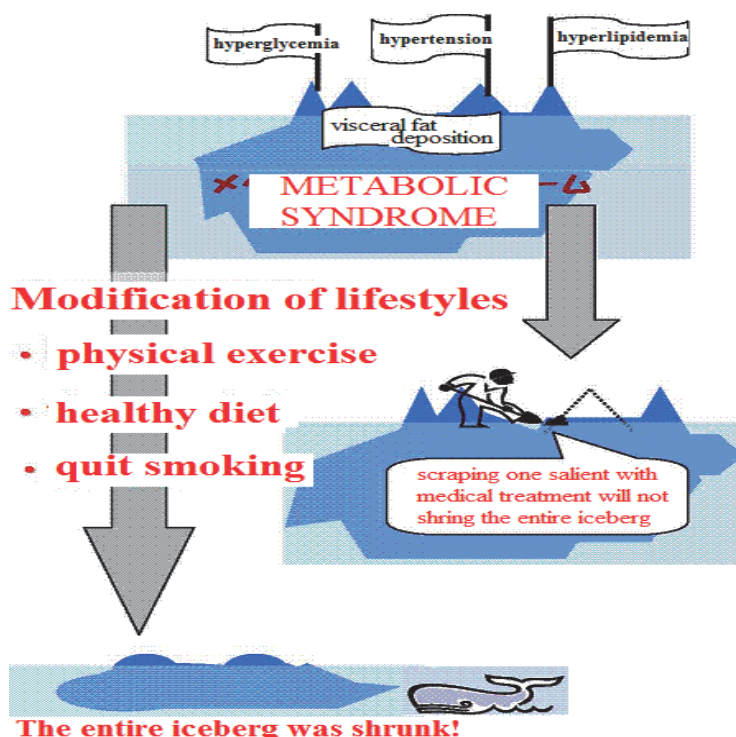 hyperglycemia
hypertension
hyperlipidemia
visceral fat
deposition
METABOLIC
SYNDROME
Modification of lifestyles
• physical exercise
• healthy diet
• quit smoking
scraping one salient with
medical treatment will not
shring the entire iceberg
The entire iceberg was shrunk!